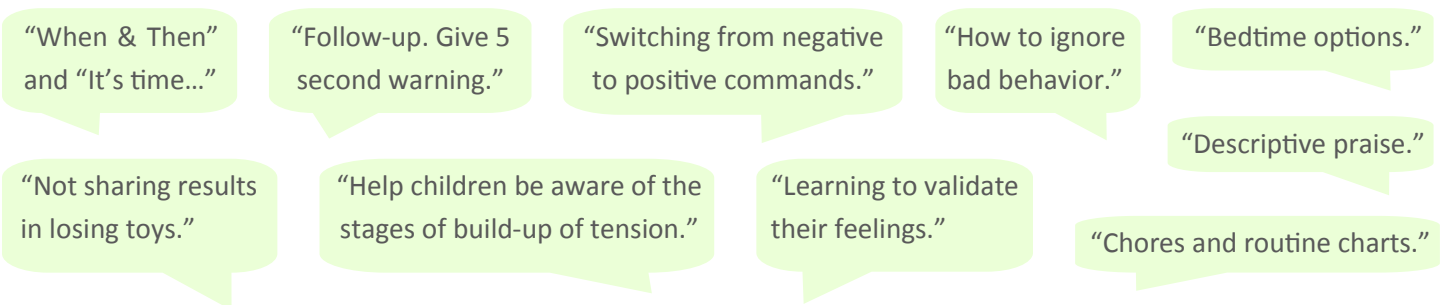 “When & Then”
and “It’s time…”
“Follow-up. Give 5
second warning.”
“Switching from negative
to positive commands.”
“How to ignore
bad behavior.”
“Bedtime options.”
“Descriptive praise.”
“Not sharing results
in losing toys.”
“Help children be aware of the
stages of build-up of tension.”
“Learning to validate
their feelings.”
“Chores and routine charts.”